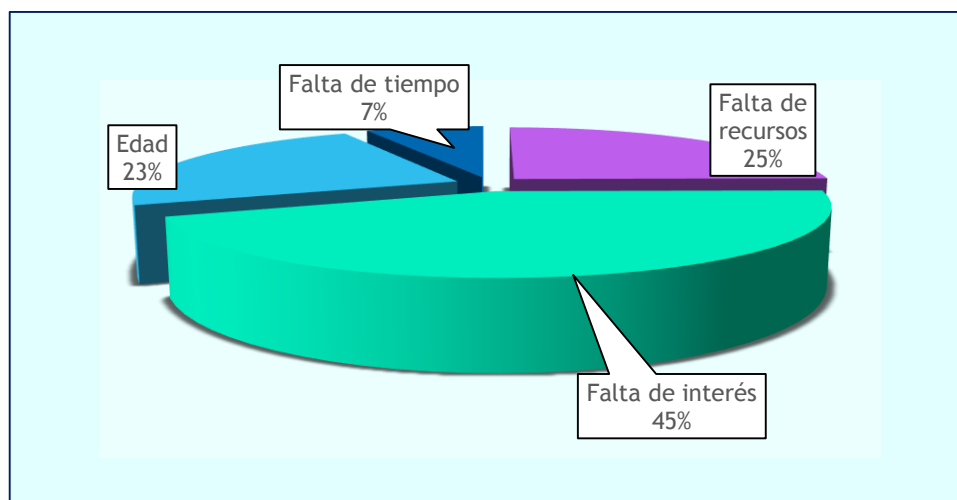 Falta de tiempo
7%
Falta de
recursos
25%
Edad
23%
Falta de interés
45%